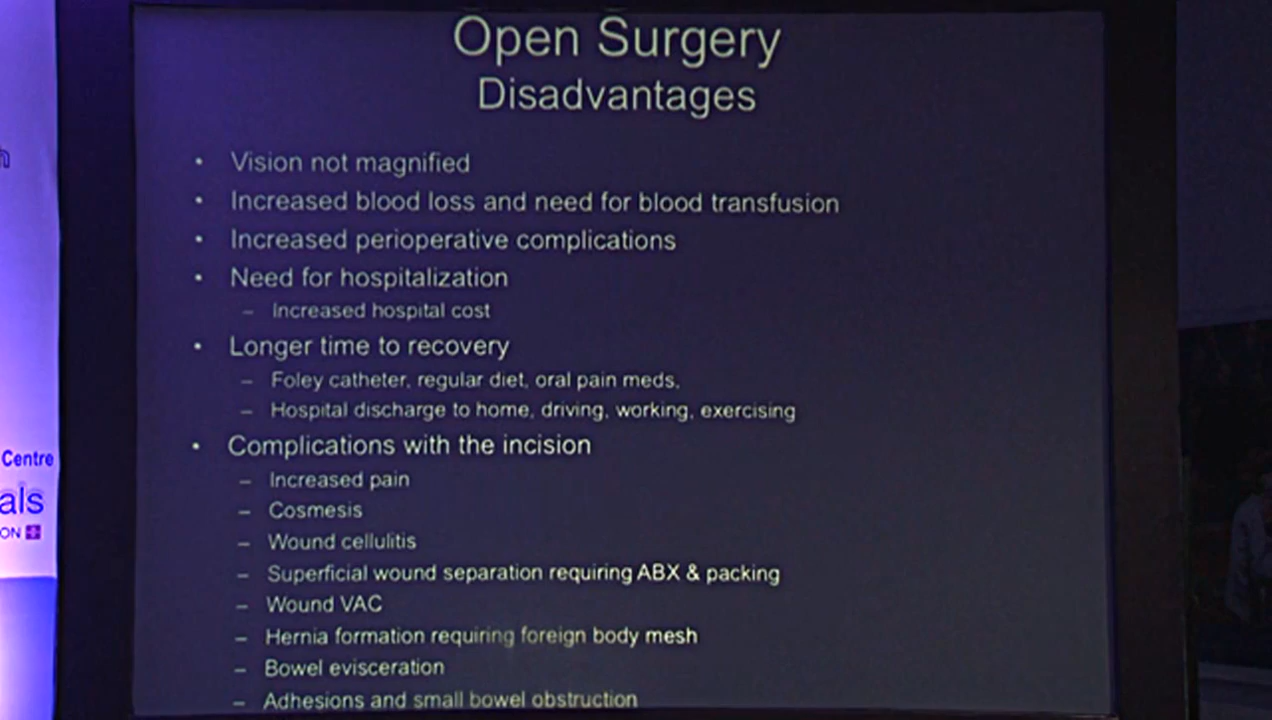 Open Surgery
Disadvantages
• Vision not magnified
• Increased blood loss and need for blood transfusion
• Increased perioperative complications
• Need for hospitalization
– Increased hospital cost
• Longer time to recovery
– Foley catheter, regular diet, oral pain meds.
– Hospital discharge to home, driving, working, exercising
• Complications with the incision
– Increased pain
– Cosmesis
– Wound cellulitis
– Superficial wound separation requiring ABX & packing
– Wound VAC
– Hernia formation requiring foreign body mesh
– Bowel evisceration
– Adhesions and small bowel obstruction
Centre
als
ON